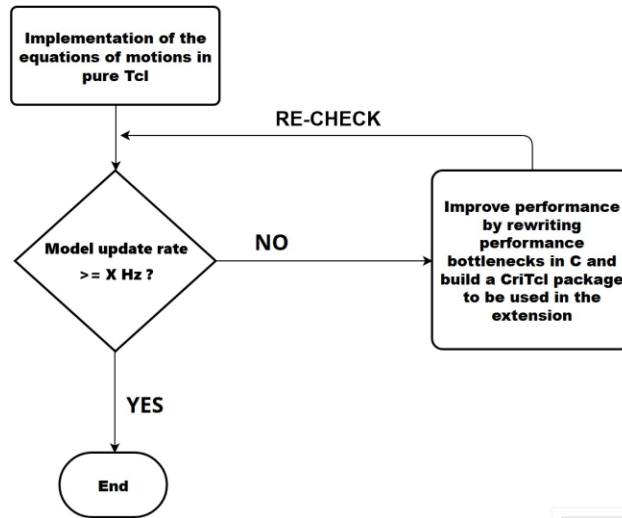 Implementation of the
equations of motions in
pure Tcl
RE-CHECK
Model update rate
>= X Hz ?
NO
Improve performance
by rewriting
performance
bottlenecks in C and
build a CriTcl package
to be used in the
extension
YES
End